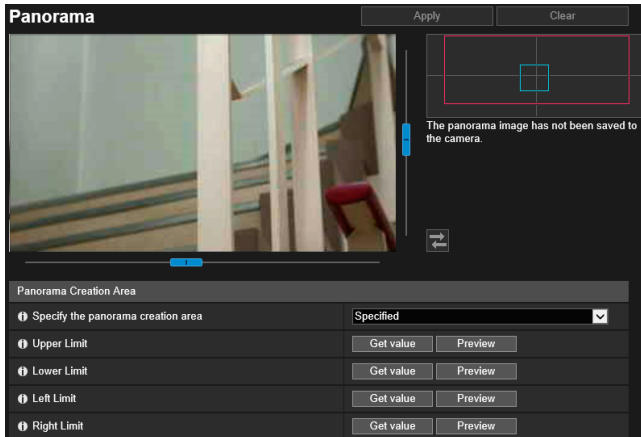 Panorama
Apply
Clear
The panorama image has not been saved to
the camera.
Panorama Creation Area
Specify the panorama creation area
Specified
Upper Limit
Get value
Preview
Lower Limit
Get value
Preview
Left Limit
Get value
Preview
Right Limit
Get value
Preview